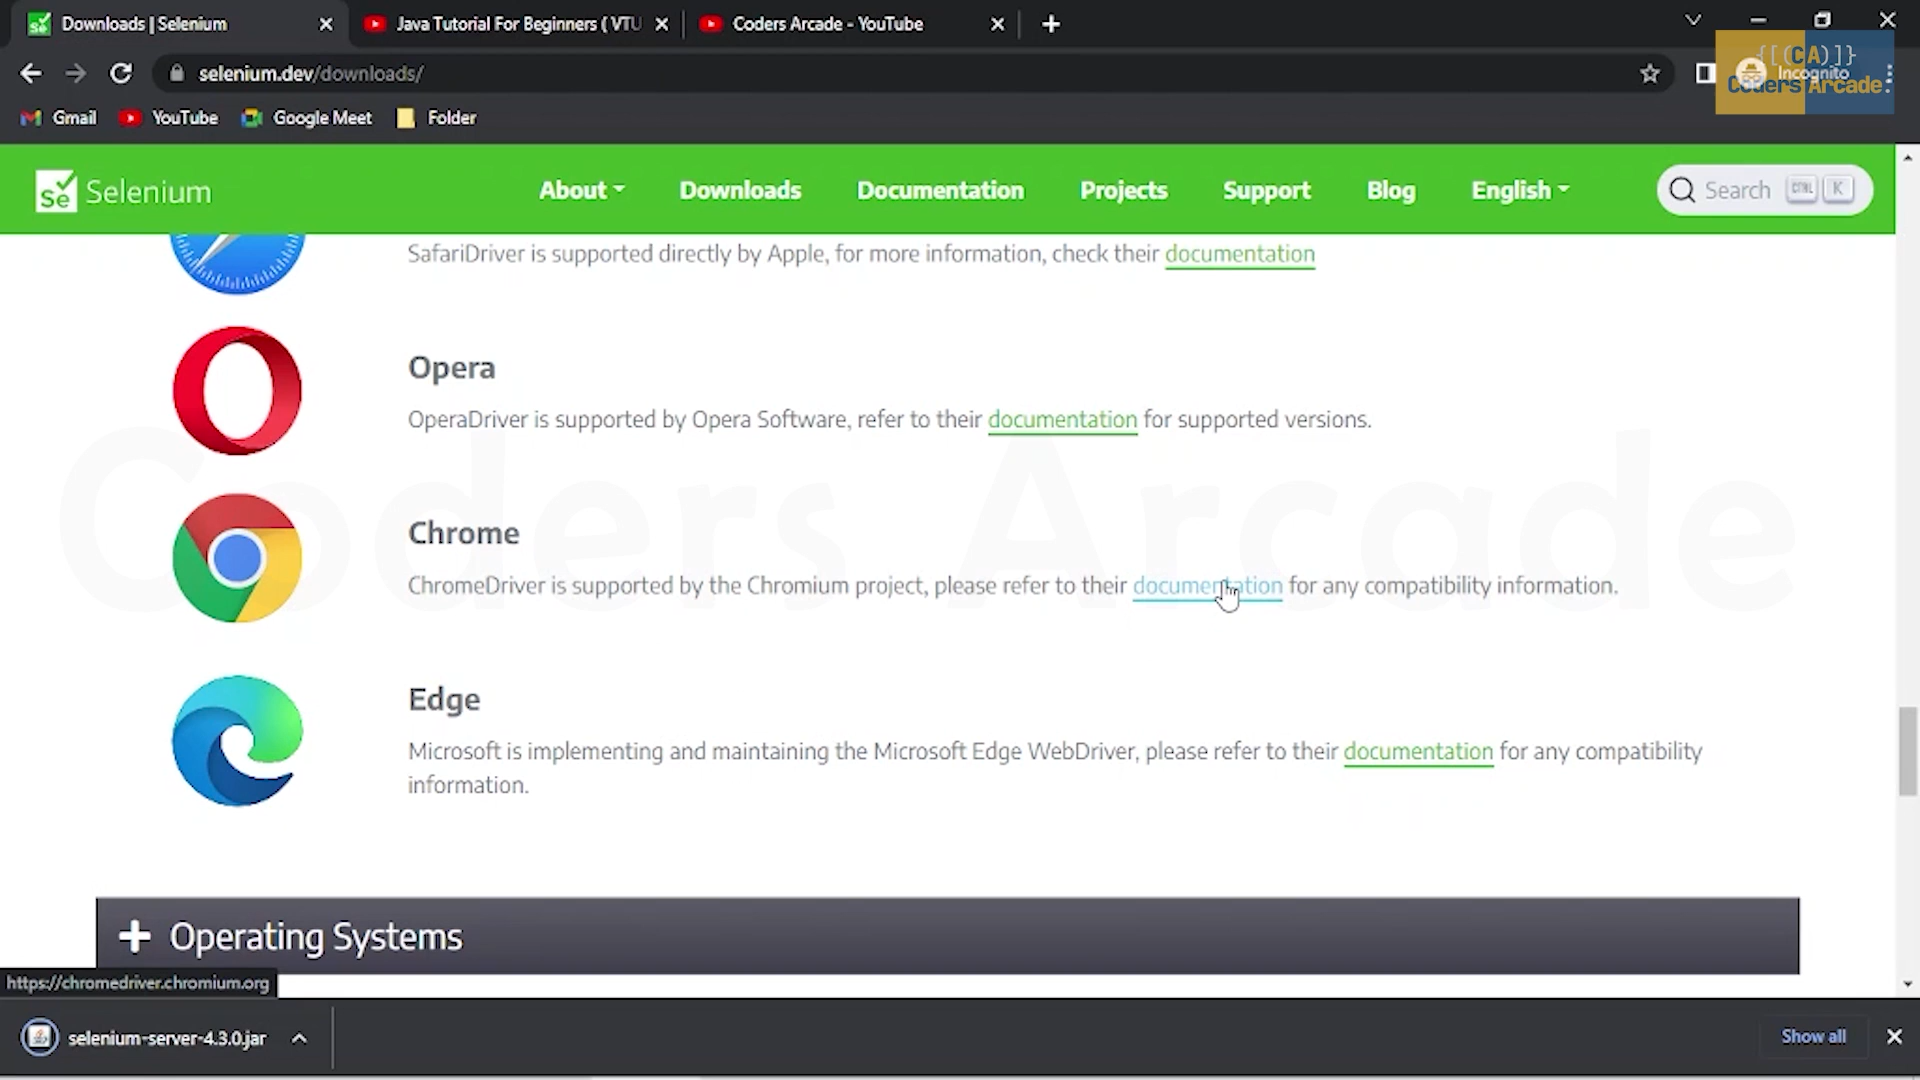 Downloads | Selenium
Java Tutorial For Beginners ( VTU
Coders Arcade - YouTube
selenium.dev/downloads/
Incognito
{[(CA)]}
Coders Arcade
Gmail
YouTube
Google Meet
Folder
Se
Selenium
About
Downloads
Documentation
Projects
Support
Blog
English
Search CTRL K
SafariDriver is supported directly by Apple, for more information, check their documentation
Opera
OperaDriver is supported by Opera Software, refer to their documentation for supported versions.
Coders Arcade
Chrome
ChromeDriver is supported by the Chromium project, please refer to their documentation for any compatibility information.
Edge
Microsoft is implementing and maintaining the Microsoft Edge WebDriver, please refer to their documentation for any compatibility
information.
Operating Systems
https://chromedriver.chromium.org
selenium-server-4.3.0.jar
Show all